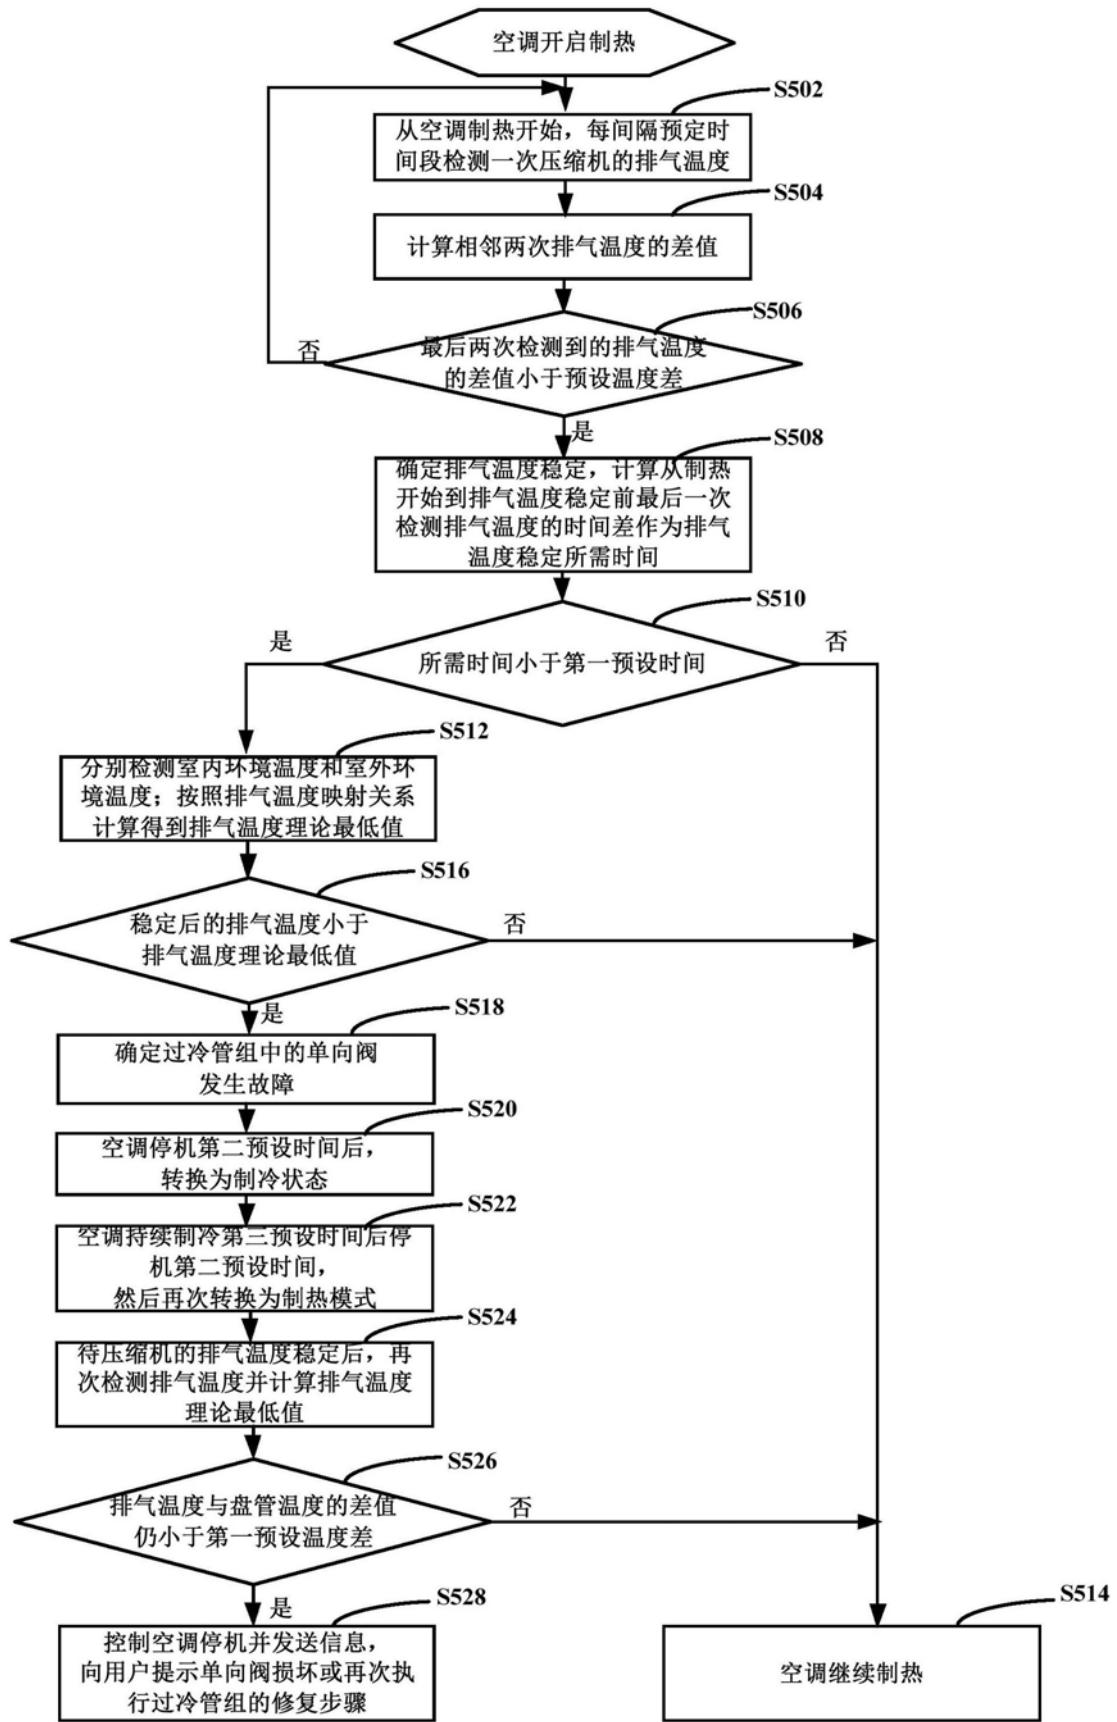 空调开启制热
S502
从空调制热开始，每间隔预定时
间段检测一次压缩机的排气温度
S504
计算相邻两次排气温度的差值
S506
最后两次检测到的排气温度
的差值小于预设温度差
否
是
S508
确定排气温度稳定，计算从制热
开始到排气温度稳定前最后一次
检测排气温度的时间差作为排气
温度稳定所需时间
S510
所需时间小于第一预设时间
是
否
S512
分别检测室内环境温度和室外环
境温度；按照排气温度映射关系
计算得到排气温度理论最低值
S516
稳定后的排气温度小于
排气温度理论最低值
否
是
S518
确定过冷管组中的单向阀
发生故障
S520
空调停机第二预设时间后，
转换为制冷状态
S522
空调持续制冷第三预设时间后停
机第二预设时间，
然后再次转换为制热模式
S524
待压缩机的排气温度稳定后，再
次检测排气温度并计算排气温度
理论最低值
S526
排气温度与盘管温度的差值
仍小于第一预设温度差
否
是
S528
控制空调停机并发送信息，
向用户提示单向阀损坏或再次执
行过冷管组的修复步骤
S514
空调继续制热